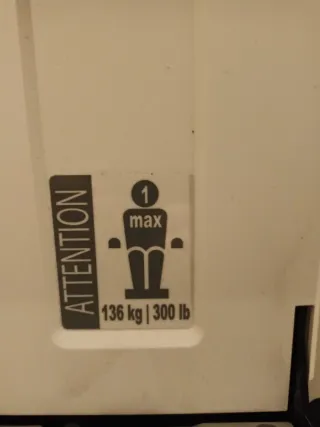 ATTENTION
1
max
136 kg | 300 lb